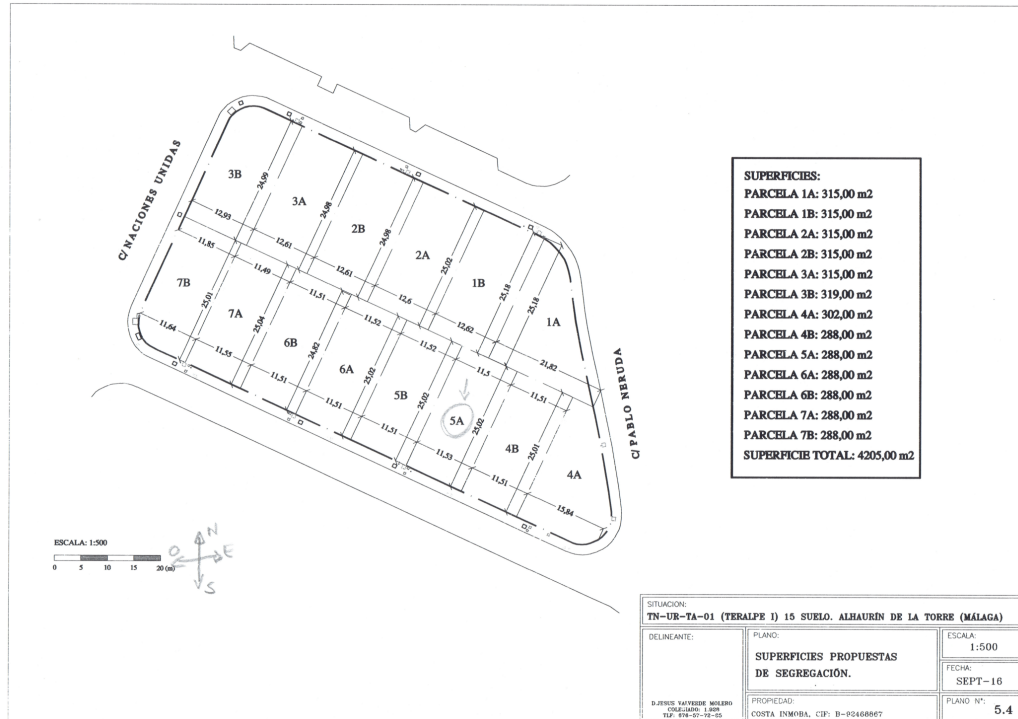 C/NACIONES UNIDAS
3B
3A
2B
2A
1B
1A
24,99
24,98
24,98
25,02
25,18
25,18
12,93
12,61
12,61
12,6
12,62
21,82
11,85
11,49
11,51
11,52
11,52
11,5
11,51
7B
7A
6B
6A
5B
5A
4B
4A
25,01
25,04
24,82
25,02
25,02
25,02
25,01
11,64
11,55
11,51
11,51
11,51
11,53
11,51
15,84
C/PABLO NERUDA
SUPERFICIES:
PARCELA 1A: 315,00 m2
PARCELA 1B: 315,00 m2
PARCELA 2A: 315,00 m2
PARCELA 2B: 315,00 m2
PARCELA 3A: 315,00 m2
PARCELA 3B: 319,00 m2
PARCELA 4A: 302,00 m2
PARCELA 4B: 288,00 m2
PARCELA 5A: 288,00 m2
PARCELA 6A: 288,00 m2
PARCELA 6B: 288,00 m2
PARCELA 7A: 288,00 m2
PARCELA 7B: 288,00 m2
SUPERFICIE TOTAL: 4205,00 m2
ESCALA: 1:500
0 5 10 15 20 (m)
N
O E
S
SITUACION:
TN-UR-TA-01 (TERALPE I) 15 SUELO. ALHAURÍN DE LA TORRE (MÁLAGA)
DELINEANTE:
D.JESUS VALVERDE MOLERO
COLEGIADO: 1.928
PLANO:
SUPERFICIES PROPUESTAS
DE SEGREGACIÓN.
PROPIEDAD:
COSTA INMOBA, CIF: B-92468867
ESCALA:
1:500
FECHA:
SEPT-16
PLANO Nº:
5.4